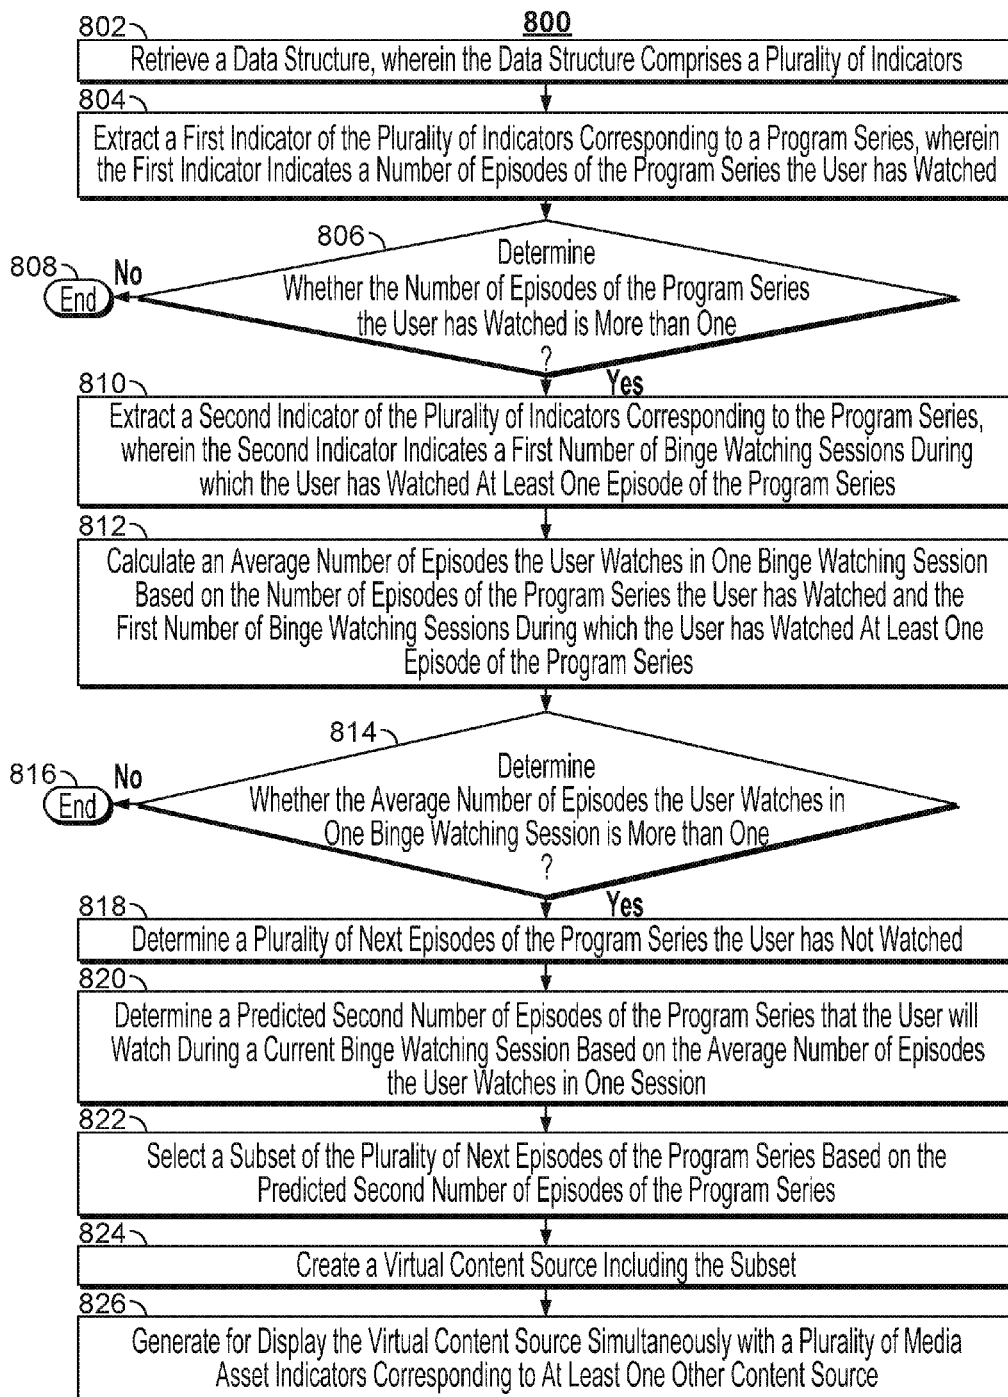 800
802
Retrieve a Data Structure, wherein the Data Structure Comprises a Plurality of Indicators
804
Extract a First Indicator of the Plurality of Indicators Corresponding to a Program Series, wherein
the First Indicator Indicates a Number of Episodes of the Program Series the User has Watched
806
Determine
Whether the Number of Episodes of the Program Series
the User has Watched is More than One
?
808
No
End
Yes
810
Extract a Second Indicator of the Plurality of Indicators Corresponding to the Program Series,
wherein the Second Indicator Indicates a First Number of Binge Watching Sessions During
which the User has Watched At Least One Episode of the Program Series
812
Calculate an Average Number of Episodes the User Watches in One Binge Watching Session
Based on the Number of Episodes of the Program Series the User has Watched and the
First Number of Binge Watching Sessions During which the User has Watched At Least One
Episode of the Program Series
814
Determine
Whether the Average Number of Episodes the User Watches in
One Binge Watching Session is More than One
?
816
No
End
Yes
818
Determine a Plurality of Next Episodes of the Program Series the User has Not Watched
820
Determine a Predicted Second Number of Episodes of the Program Series that the User will
Watch During a Current Binge Watching Session Based on the Average Number of Episodes
the User Watches in One Session
822
Select a Subset of the Plurality of Next Episodes of the Program Series Based on the
Predicted Second Number of Episodes of the Program Series
824
Create a Virtual Content Source Including the Subset
826
Generate for Display the Virtual Content Source Simultaneously with a Plurality of Media
Asset Indicators Corresponding to At Least One Other Content Source